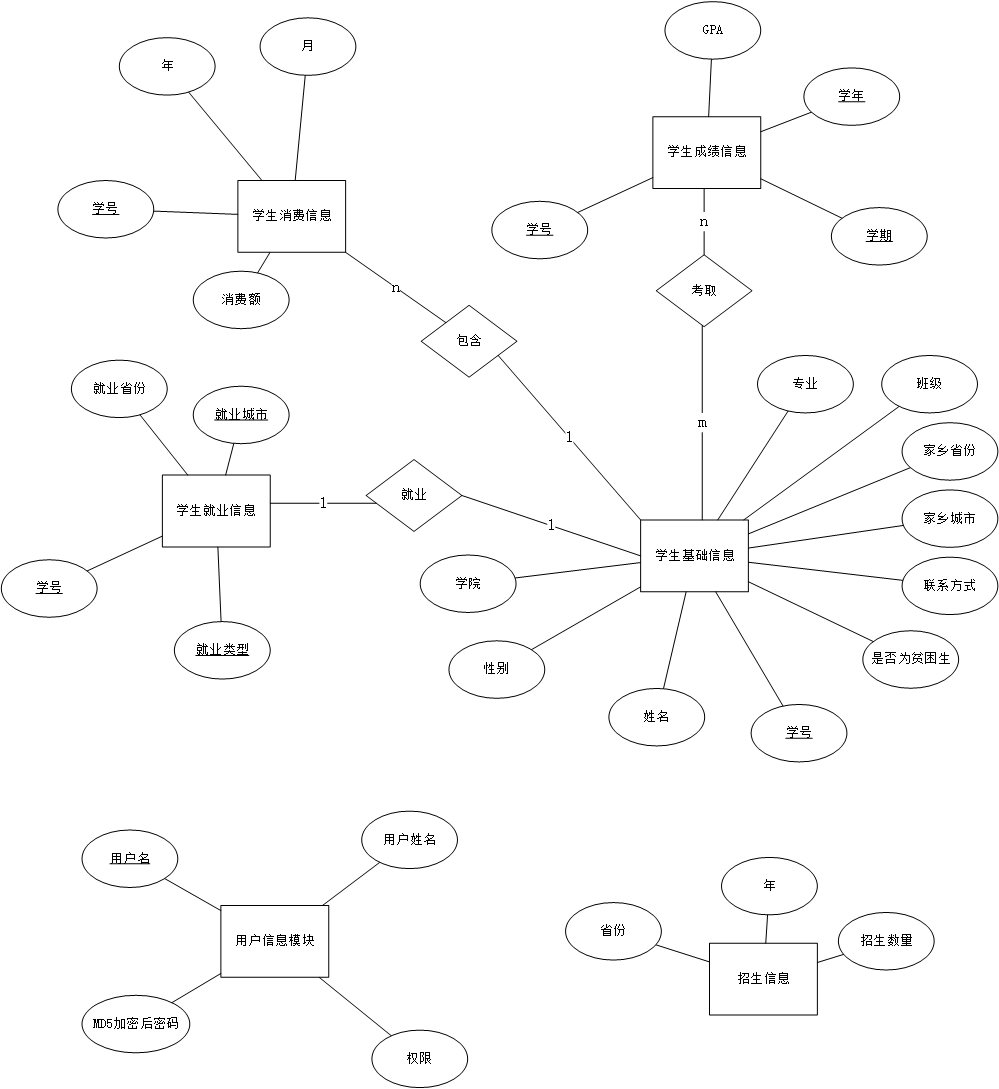 GPA
月
年
学年
学生成绩信息
学号
学生消费信息
学号
学期
n
n
考取
消费额
包含
专业
班级
就业省份
就业城市
m
1
家乡省份
就业
1
学生就业信息
家乡城市
1
学生基础信息
学号
学院
联系方式
就业类型
性别
是否为贫困生
姓名
学号
用户姓名
用户名
年
省份
用户信息模块
招生数量
招生信息
MD5加密后密码
权限